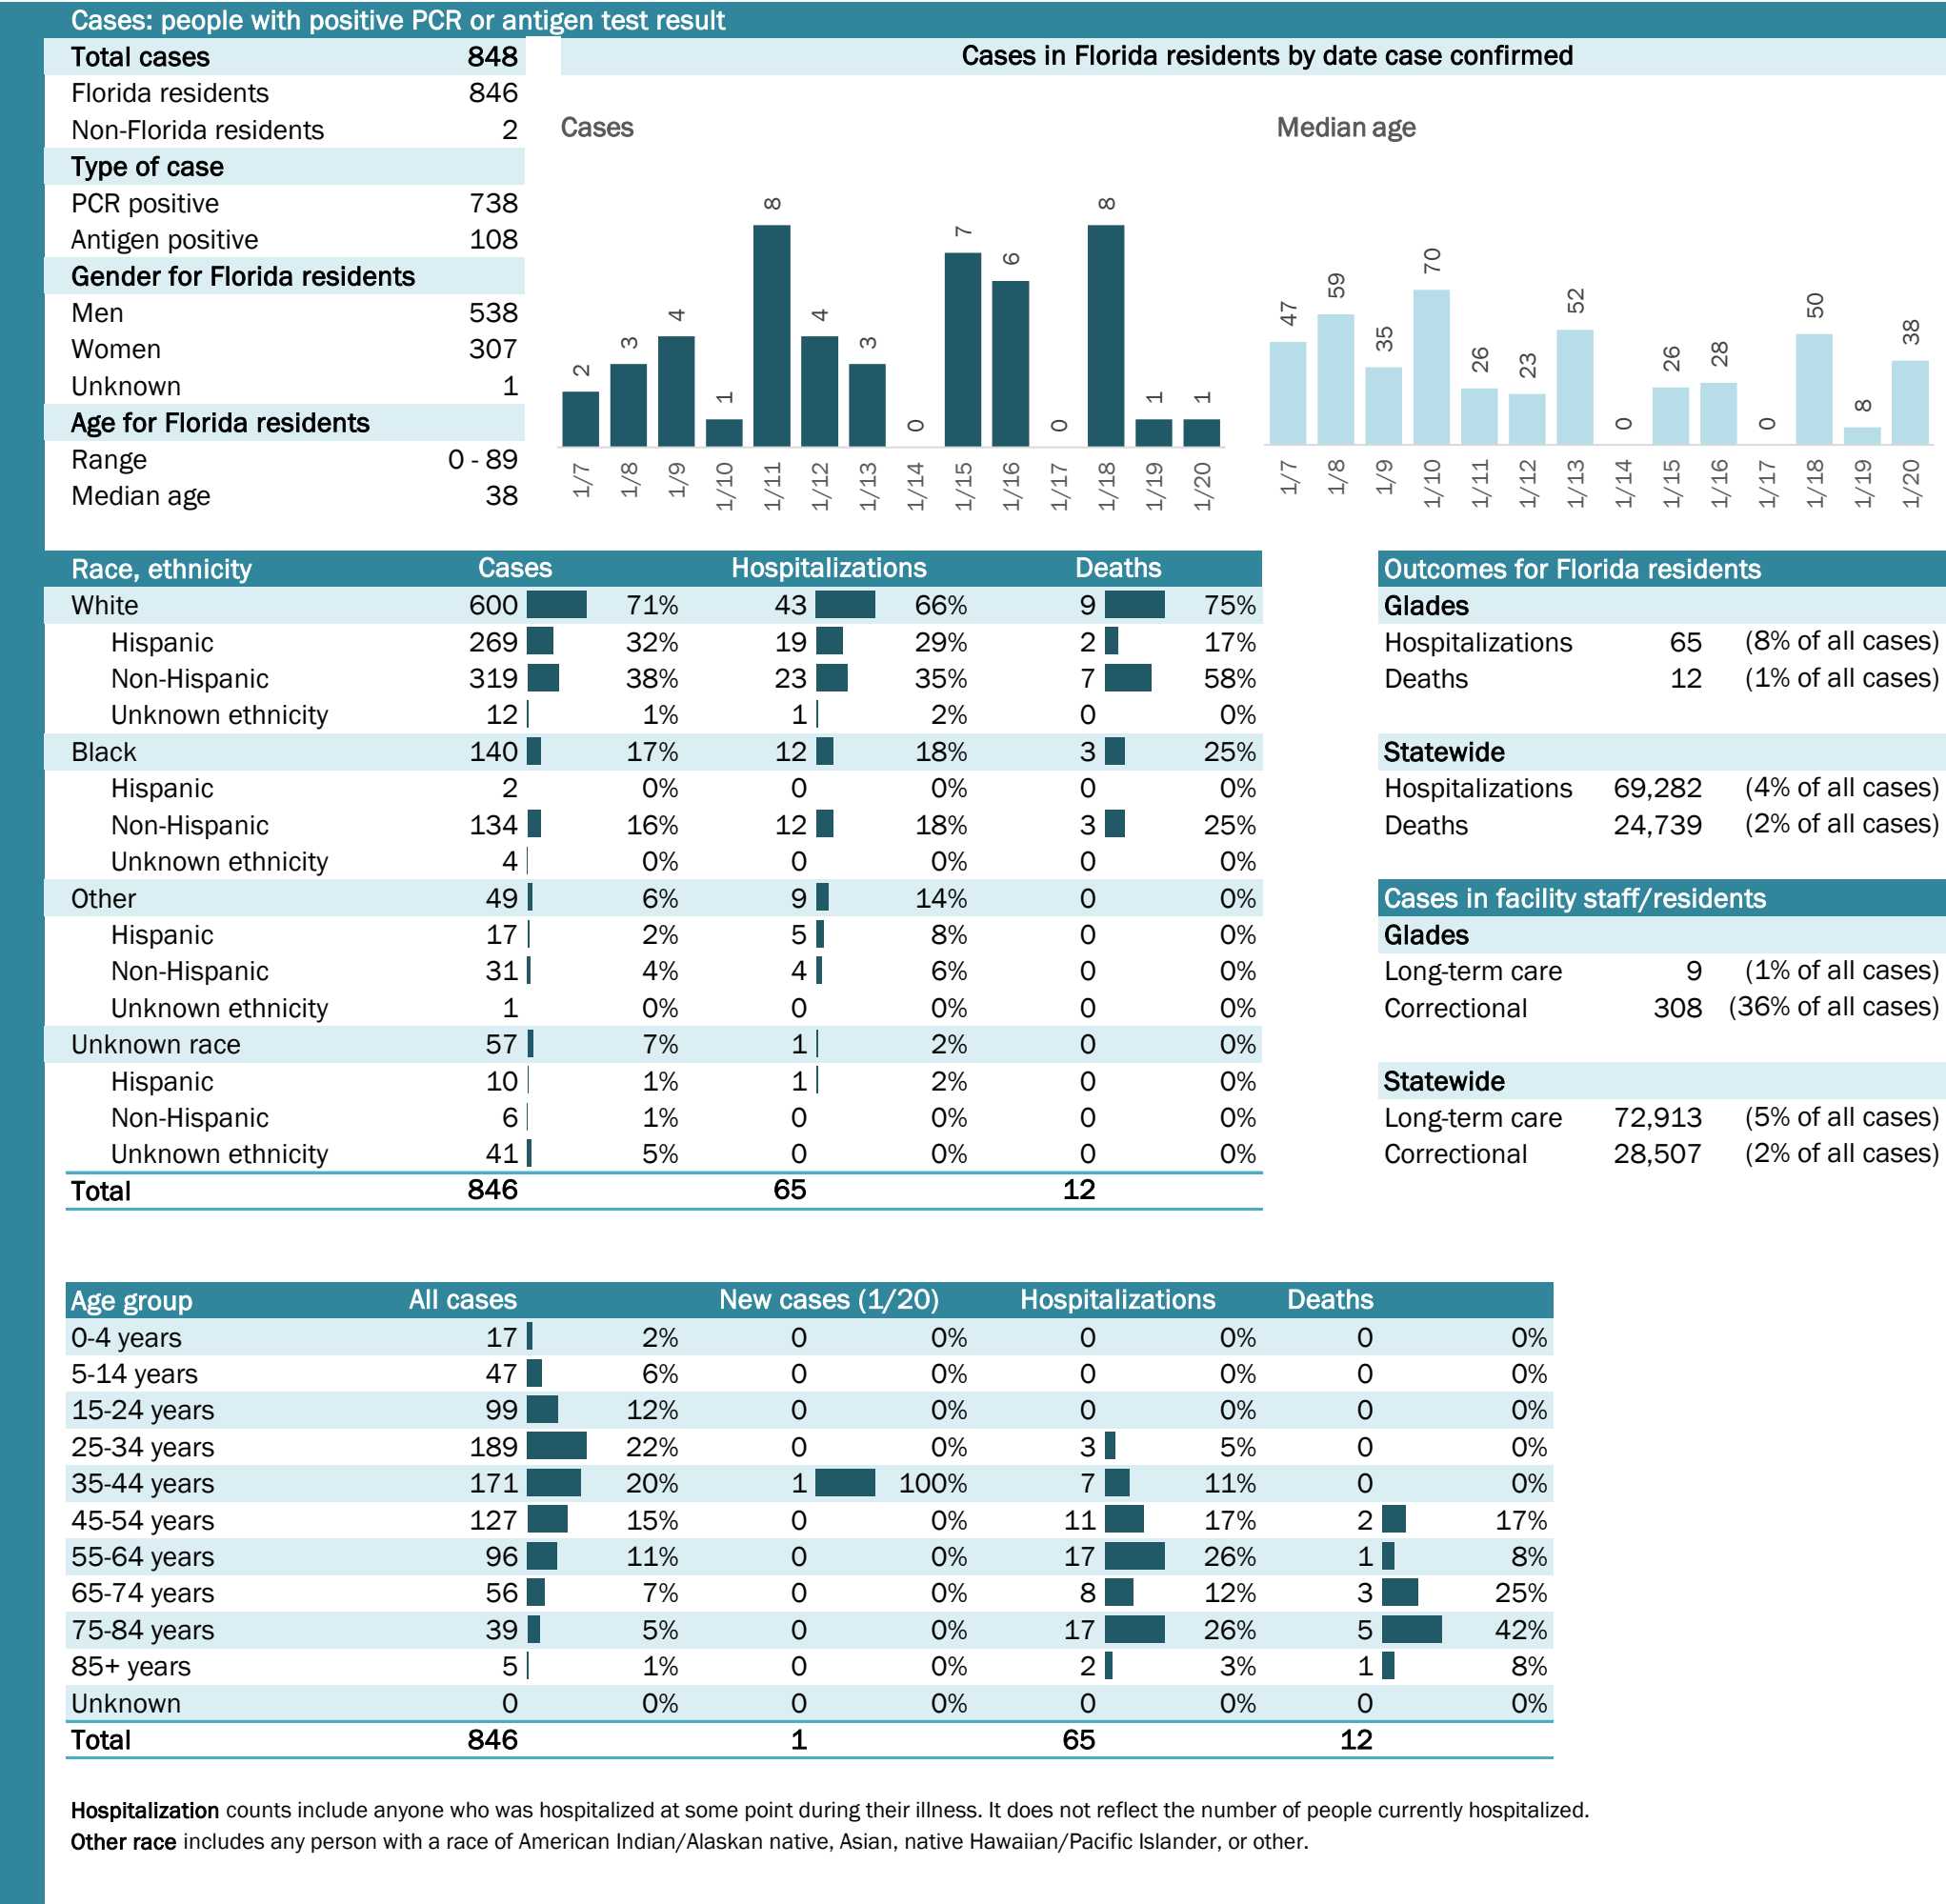 Cases: people with positive PCR or antigen test result
Total cases 848
Florida residents 846
Non-Florida residents 2
Type of case
PCR positive 738
Antigen positive 108
Gender for Florida residents
Men 538
Women 307
Unknown 1
Age for Florida residents
Range 0 - 89
Median age 38
Cases in Florida residents by date case confirmed
Cases
2 3 4 1 8 4 3 0 7 6 0 8 1 1
1/7 1/8 1/9 1/10 1/11 1/12 1/13 1/14 1/15 1/16 1/17 1/18 1/19 1/20
Median age
47 59 35 70 26 23 52 0 26 28 0 50 8 38
1/7 1/8 1/9 1/10 1/11 1/12 1/13 1/14 1/15 1/16 1/17 1/18 1/19 1/20
Race, ethnicity Cases Hospitalizations Deaths
White 600 71% 43 66% 9 75%
Hispanic 269 32% 19 29% 2 17%
Non-Hispanic 319 38% 23 35% 7 58%
Unknown ethnicity 12 1% 1 2% 0 0%
Black 140 17% 12 18% 3 25%
Hispanic 2 0% 0 0% 0 0%
Non-Hispanic 134 16% 12 18% 3 25%
Unknown ethnicity 4 0% 0 0% 0 0%
Other 49 6% 9 14% 0 0%
Hispanic 17 2% 5 8% 0 0%
Non-Hispanic 31 4% 4 6% 0 0%
Unknown ethnicity 1 0% 0 0% 0 0%
Unknown race 57 7% 1 2% 0 0%
Hispanic 10 1% 1 2% 0 0%
Non-Hispanic 6 1% 0 0% 0 0%
Unknown ethnicity 41 5% 0 0% 0 0%
Total 846 65 12
Outcomes for Florida residents
Glades
Hospitalizations 65 (8% of all cases)
Deaths 12 (1% of all cases)
Statewide
Hospitalizations 69,282 (4% of all cases)
Deaths 24,739 (2% of all cases)
Cases in facility staff/residents
Glades
Long-term care 9 (1% of all cases)
Correctional 308 (36% of all cases)
Statewide
Long-term care 72,913 (5% of all cases)
Correctional 28,507 (2% of all cases)
Age group All cases New cases (1/20) Hospitalizations Deaths
0-4 years 17 2% 0 0% 0 0% 0 0%
5-14 years 47 6% 0 0% 0 0% 0 0%
15-24 years 99 12% 0 0% 0 0% 0 0%
25-34 years 189 22% 0 0% 3 5% 0 0%
35-44 years 171 20% 1 100% 7 11% 0 0%
45-54 years 127 15% 0 0% 11 17% 2 17%
55-64 years 96 11% 0 0% 17 26% 1 8%
65-74 years 56 7% 0 0% 8 12% 3 25%
75-84 years 39 5% 0 0% 17 26% 5 42%
85+ years 5 1% 0 0% 2 3% 1 8%
Unknown 0 0% 0 0% 0 0% 0 0%
Total 846 1 65 12
Hospitalization counts include anyone who was hospitalized at some point during their illness. It does not reflect the number of people currently hospitalized.
Other race includes any person with a race of American Indian/Alaskan native, Asian, native Hawaiian/Pacific Islander, or other.